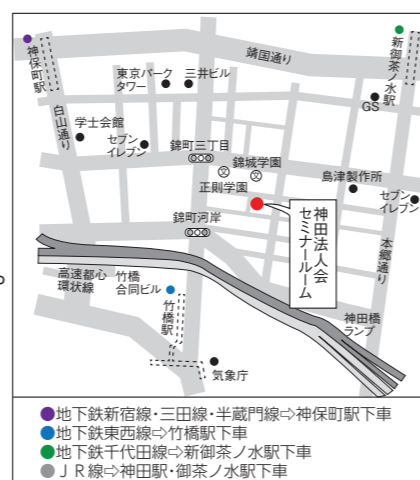 神保町駅
靖国通り
新御茶ノ水駅
東京パーク
タワー
三井ビル
白山通り
GS
学士会館
セブン
イレブン
錦町三丁目
錦城学園
文
文
正則学園
島津製作所
セブン
イレブン
神田法人会
セミナールーム
錦町河岸
本郷通り
高速都心
環状線
竹橋
合同ビル
竹橋駅
神田橋
ランプ
気象庁
●地下鉄新宿線・三田線・半蔵門線⇨神保町駅下車
●地下鉄東西線⇨竹橋駅下車
●地下鉄千代田線⇨新御茶ノ水駅下車
●JR線⇨神田駅・御茶ノ水駅下車